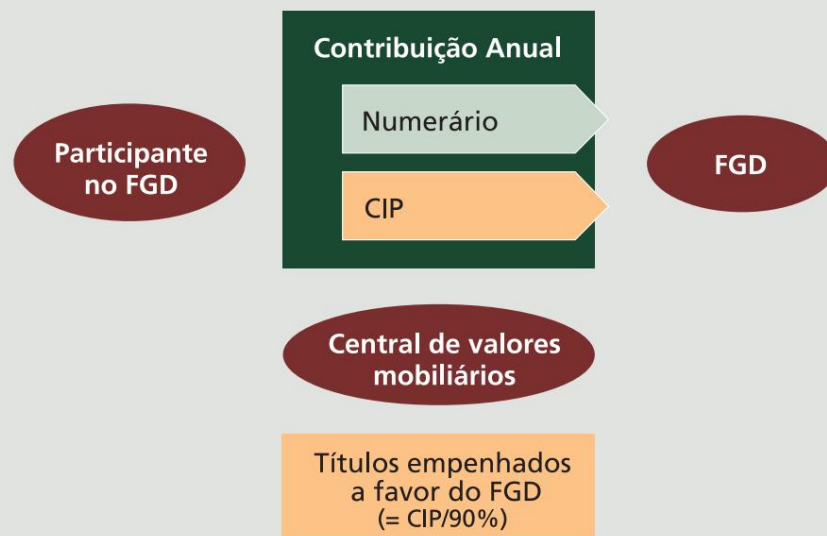 Contribuição Anual
Numerário
Participante
no FGD
FGD
CIP
Central de valores
mobiliários
Títulos empenhados
a favor do FGD
(= CIP/90%)